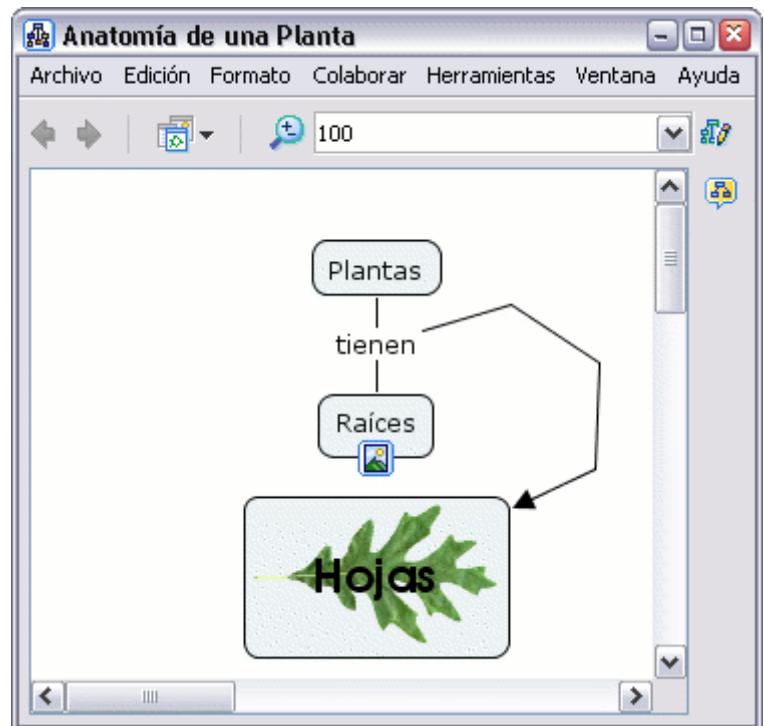 Anatomía de una Planta
Archivo Edición Formato Colaborar Herramientas Ventana Ayuda
100
Plantas
tienen
Raíces
Hojas